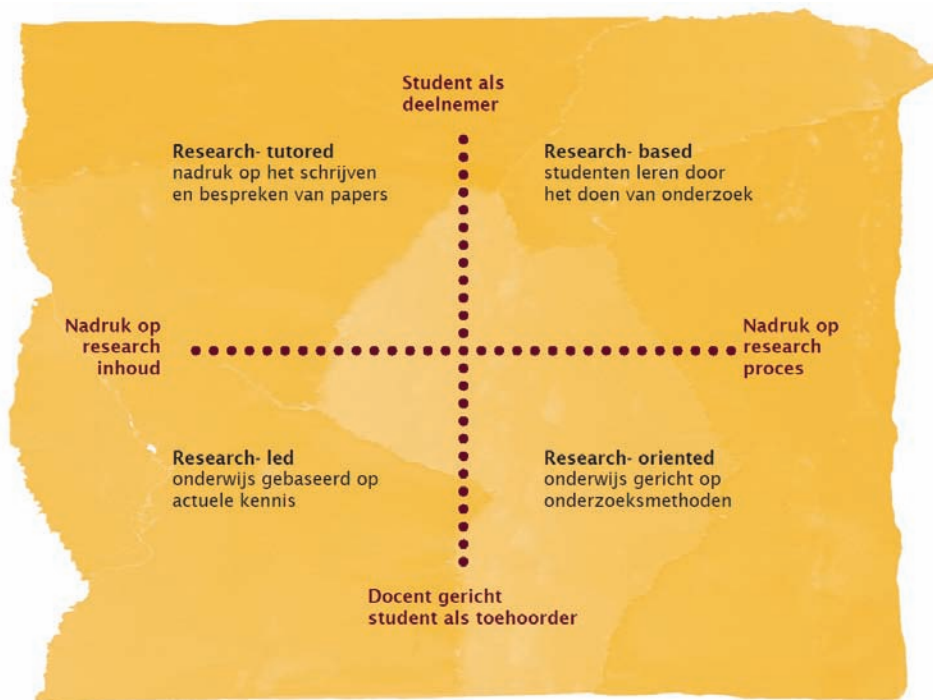 Student als
deelnemer
Research- tutored
nadruk op het schrijven
en bespreken van papers
Research- based
studenten leren door
het doen van onderzoek
Nadruk op
research
inhoud
Nadruk op
research
proces
Research- led
onderwijs gebaseerd op
actuele kennis
Research- oriented
onderwijs gericht op
onderzoeksmethoden
Docent gericht
student als toehoorder